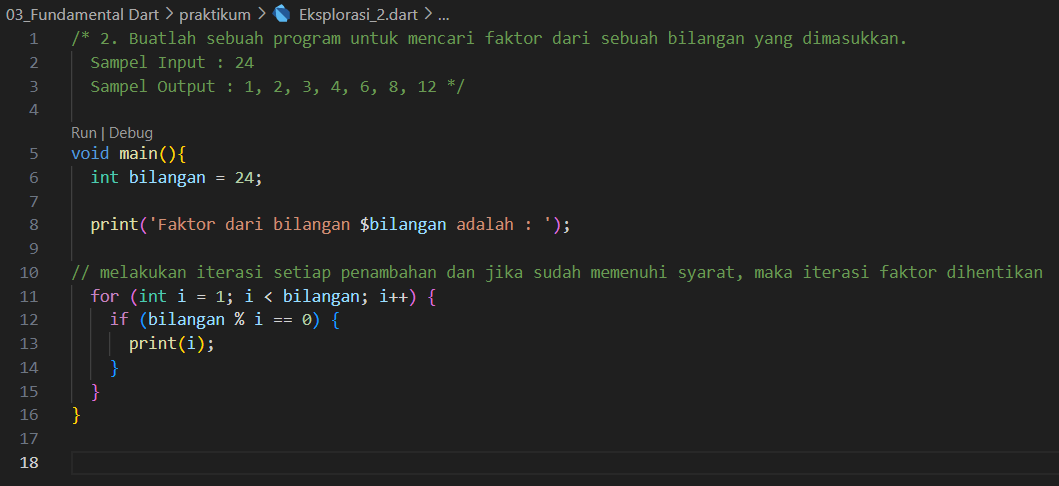 03_Fundamental Dart > praktikum > Eksplorasi_2.dart > ...
1 /* 2. Buatlah sebuah program untuk mencari faktor dari sebuah bilangan yang dimasukkan.
2   Sampel Input : 24
3   Sampel Output : 1, 2, 3, 4, 6, 8, 12 */
4
Run | Debug
5 void main(){
6   int bilangan = 24;
7
8   print('Faktor dari bilangan $bilangan adalah : ');
9
10 // melakukan iterasi setiap penambahan dan jika sudah memenuhi syarat, maka iterasi faktor dihentikan
11   for (int i = 1; i < bilangan; i++) {
12     if (bilangan % i == 0) {
13       print(i);
14     }
15   }
16 }
17
18